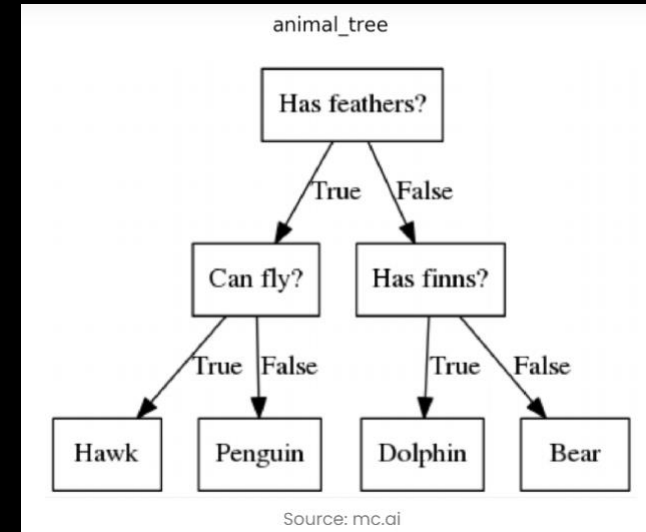 animal_tree
Has feathers?
True False
Can fly? Has finns?
True False True False
Hawk Penguin Dolphin Bear
Source: mc.ai